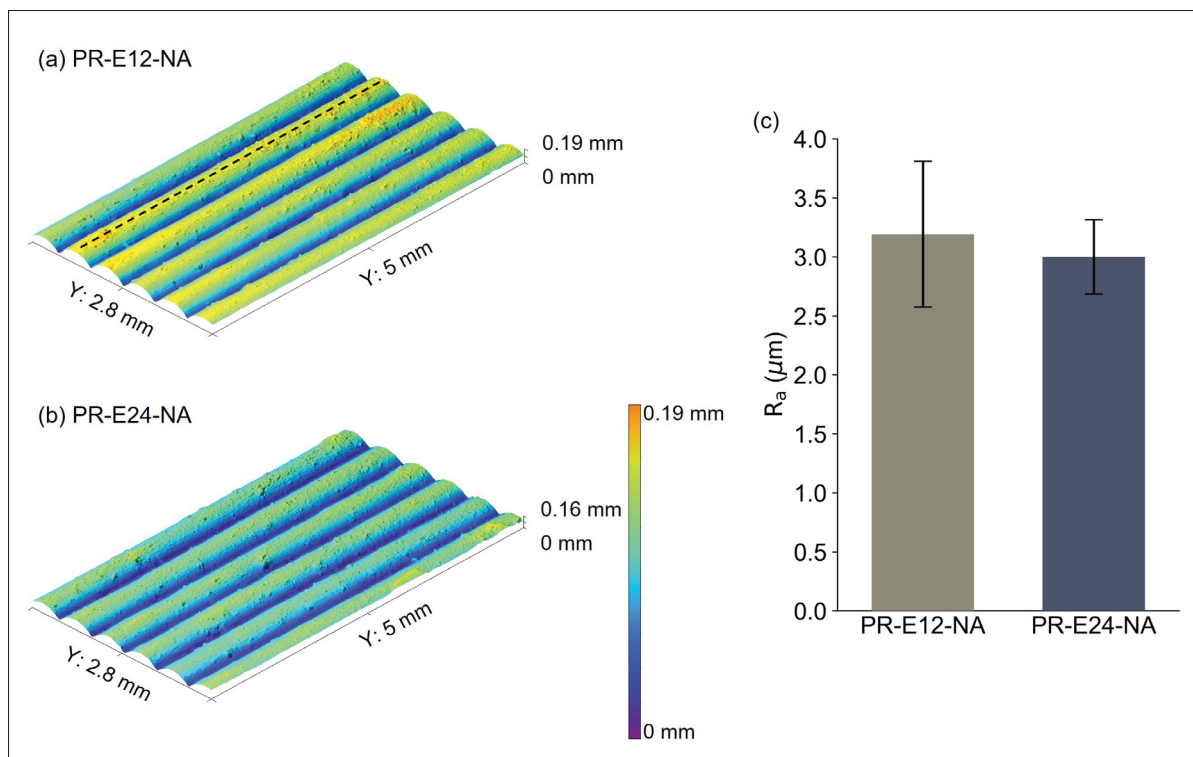 (a) PR-E12-NA
0.19 mm
0 mm
Y: 5 mm
Y: 2.8 mm
(b) PR-E24-NA
0.16 mm
0 mm
Y: 5 mm
Y: 2.8 mm
0.19 mm
0 mm
(c)
4.0
3.5
3.0
2.5
2.0
1.5
1.0
0.5
0.0
Ra (μm)
PR-E12-NA
PR-E24-NA